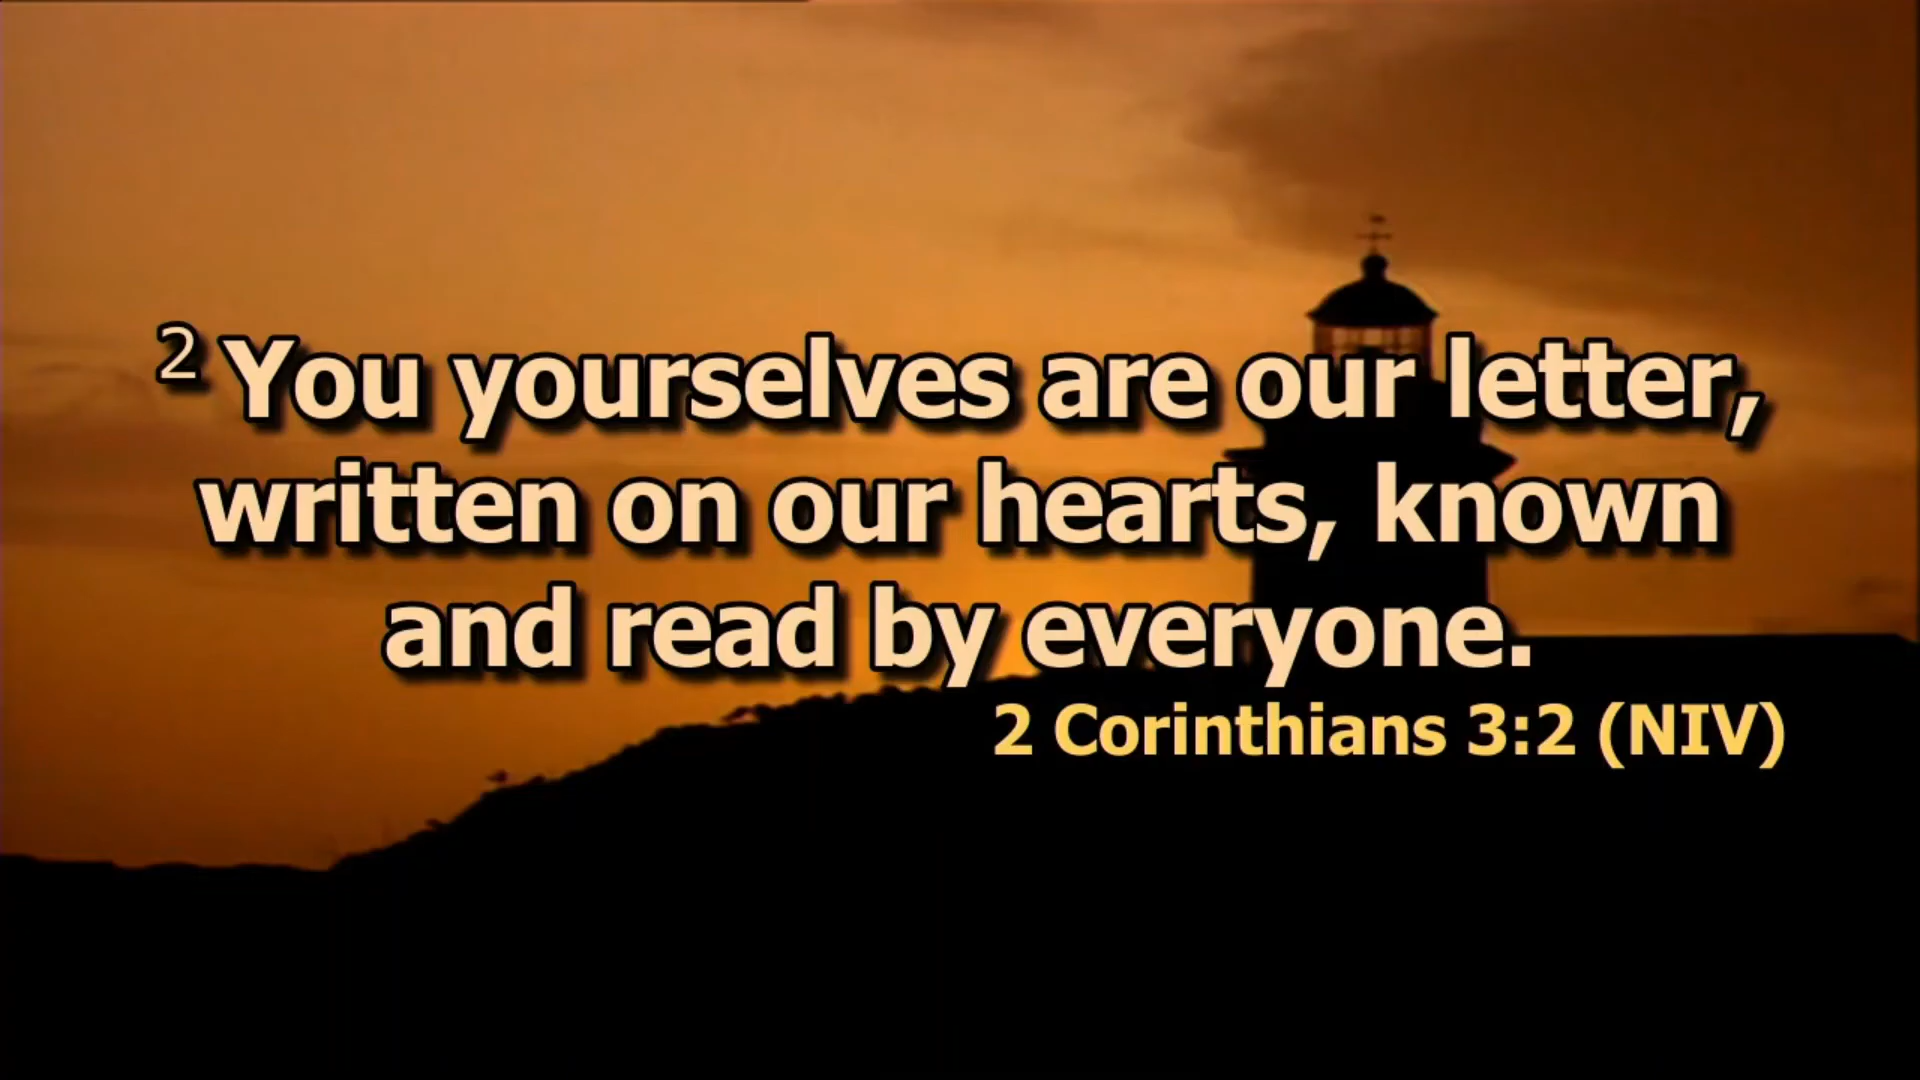 2 You yourselves are our letter,
written on our hearts, known
and read by everyone.
2 Corinthians 3:2 (NIV)